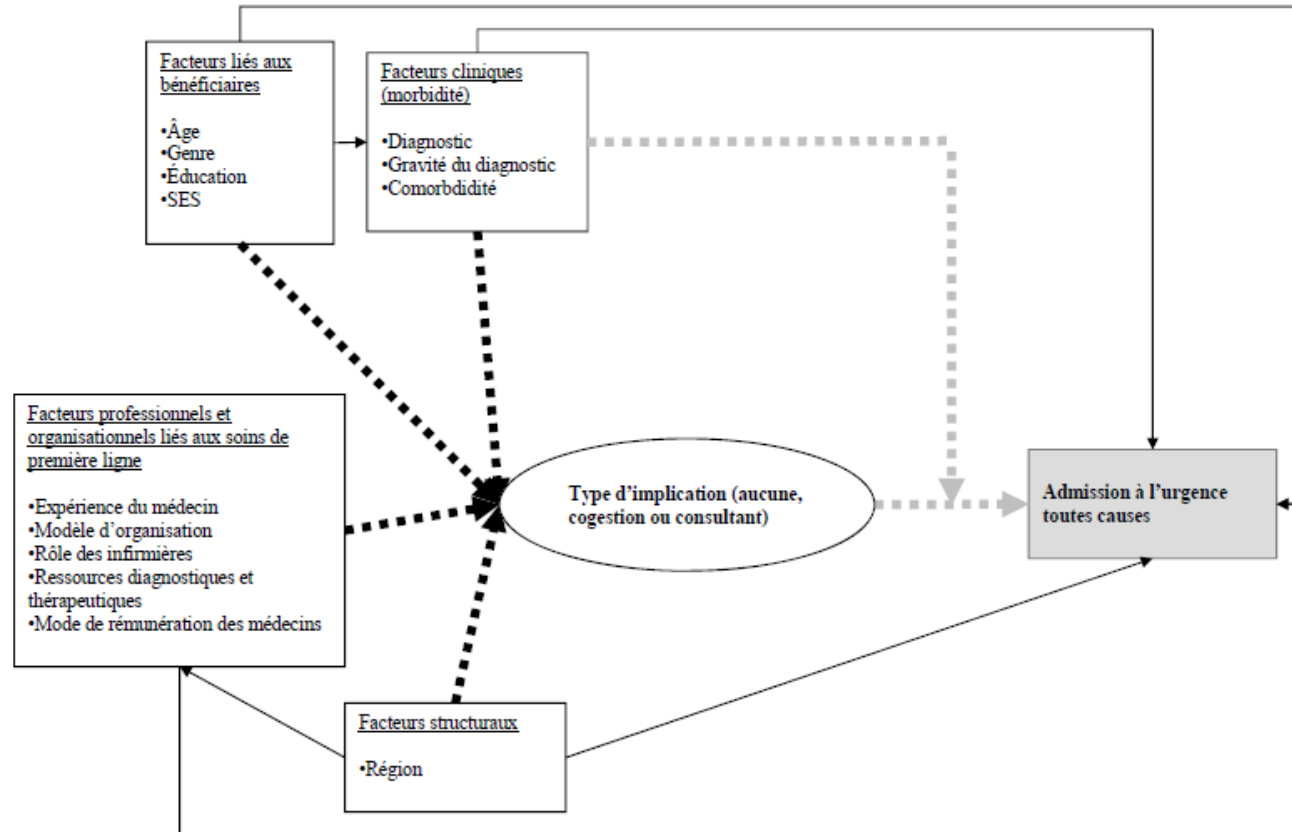 Facteurs liés aux
bénéficiaires
•Âge
•Genre
•Éducation
•SES
Facteurs cliniques
(morbidité)
•Diagnostic
•Gravité du diagnostic
•Comorbdidité
Facteurs professionnels et
organisationnels liés aux soins de
première ligne
•Expérience du médecin
•Modèle d'organisation
•Rôle des infirmières
•Ressources diagnostiques et
thérapeutiques
•Mode de rémunération des médecins
Type d'implication (aucune,
cogestion ou consultant)
Admission à l'urgence
toutes causes
Facteurs structuraux
•Région